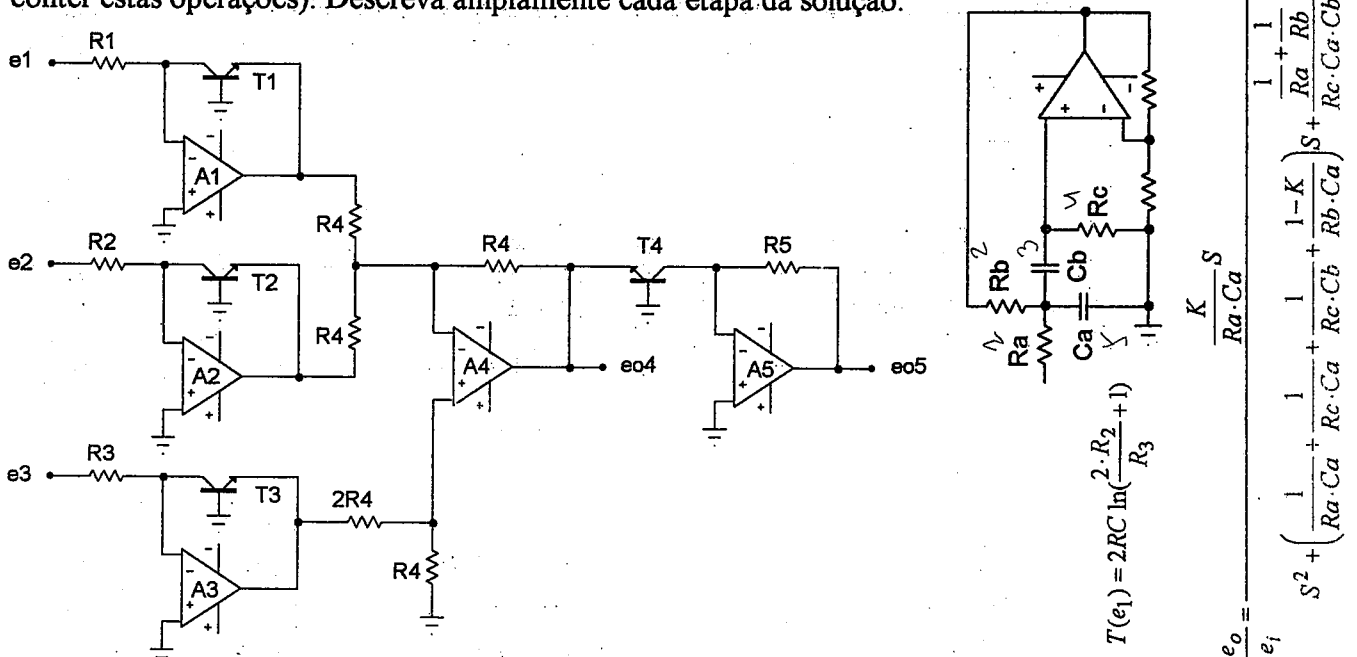 conter estas operações). Descreva amplamente cada etapa da solução.
e1 R1 T1
- A1 +
R4
e2 R2 T2
- A2 +
R4
e3 R3 T3
- A3 +
2R4
R4
R4
- A4 +
eo4
T4
R5
- A5 +
eo5
+ -
+ -
Rb Cb Rc
Ra Ca
T(e₁) = 2RC ln(2·R₂/R₃ + 1)
e₀/eᵢ = (K/(Ra·Ca) S) / (S² + (1/(Ra·Ca) + 1/(Rc·Ca) + 1/(Rc·Cb) + (1−K)/(Rb·Ca)) S + (1/Ra + 1/Rb)/(Rc·Ca·Cb